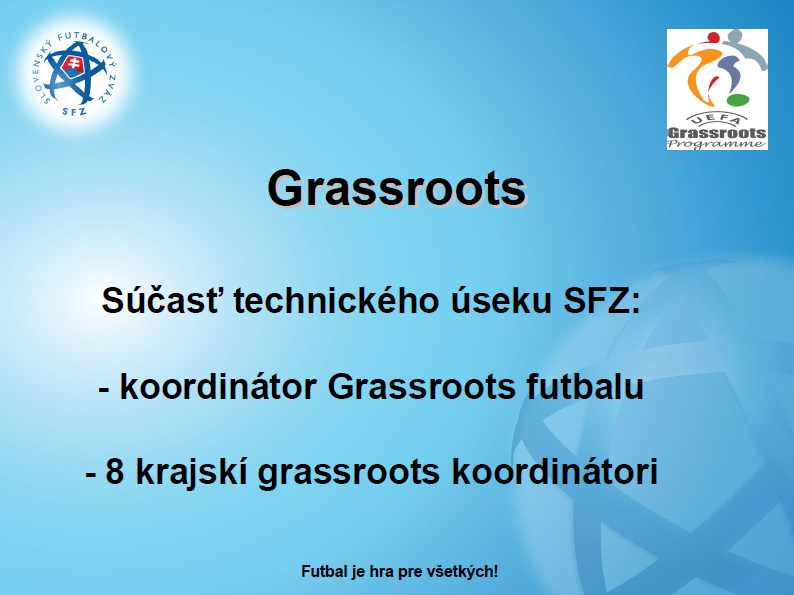 SLOVENSKÝ FUTBALOVÝ ZVÄZ
SFZ
UEFA
Grassroots
Programme
Grassroots
Súčasť technického úseku SFZ:
- koordinátor Grassroots futbalu
- 8 krajskí grassroots koordinátori
Futbal je hra pre všetkých!